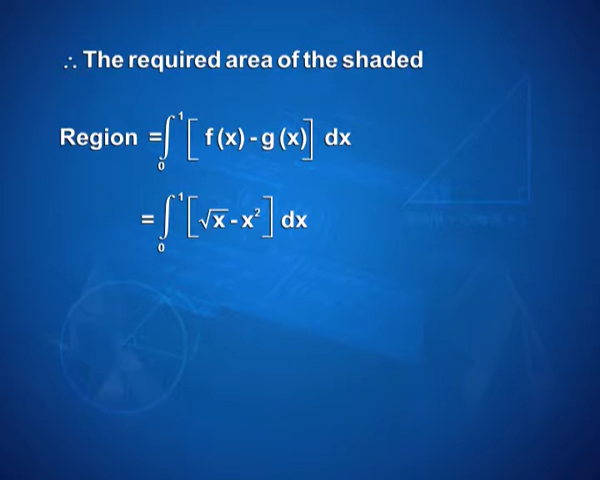 ∴ The required area of the shaded
Region = ∫₀¹ [ f(x) - g(x) ] dx
= ∫₀¹ [ √x - x² ] dx